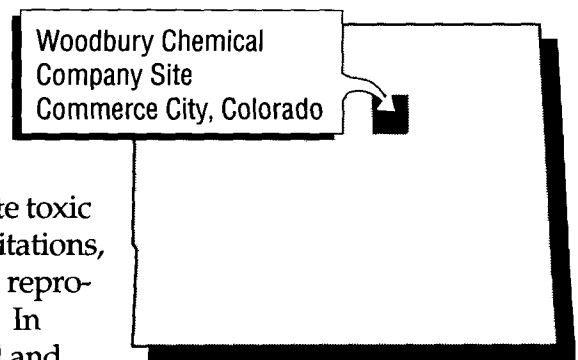 Woodbury Chemical
Company Site
Commerce City, Colorado
te toxic
itations,
repro-
In
and